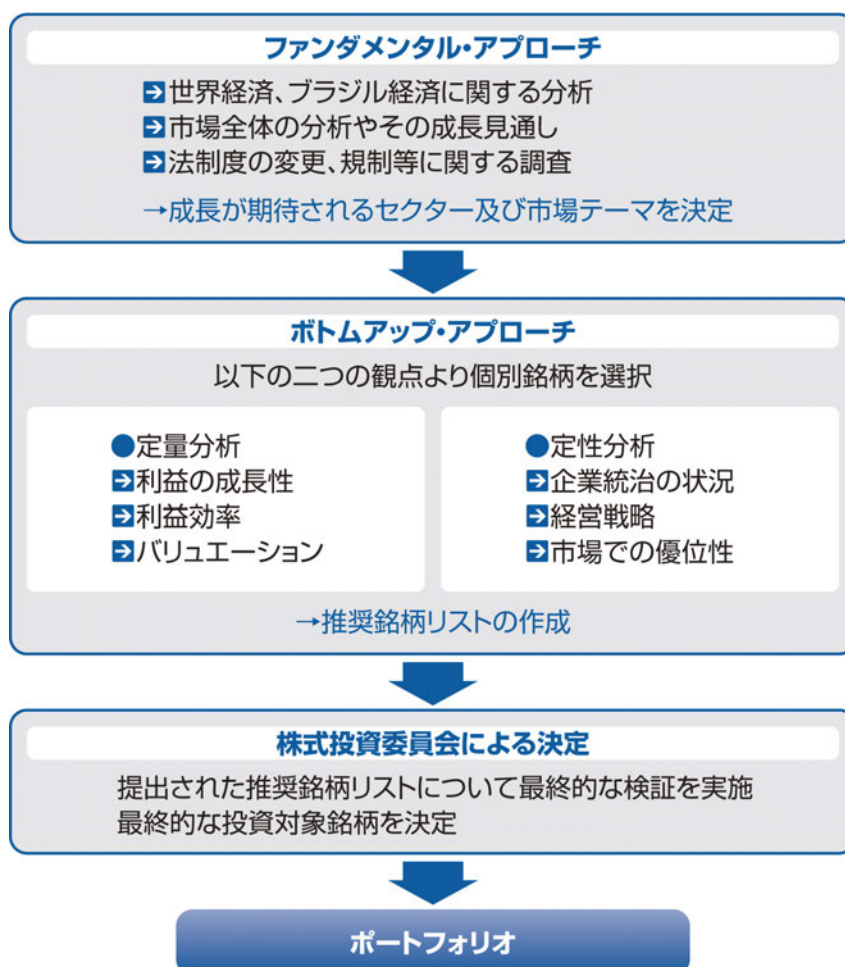 ファンダメンタル・アプローチ
➡世界経済、ブラジル経済に関する分析
➡市場全体の分析やその成長見通し
➡法制度の変更、規制等に関する調査
→成長が期待されるセクター及び市場テーマを決定
ボトムアップ・アプローチ
以下の二つの観点より個別銘柄を選択
●定量分析
➡利益の成長性
➡利益効率
➡バリュエーション
●定性分析
➡企業統治の状況
➡経営戦略
➡市場での優位性
→推奨銘柄リストの作成
株式投資委員会による決定
提出された推奨銘柄リストについて最終的な検証を実施
最終的な投資対象銘柄を決定
ポートフォリオ